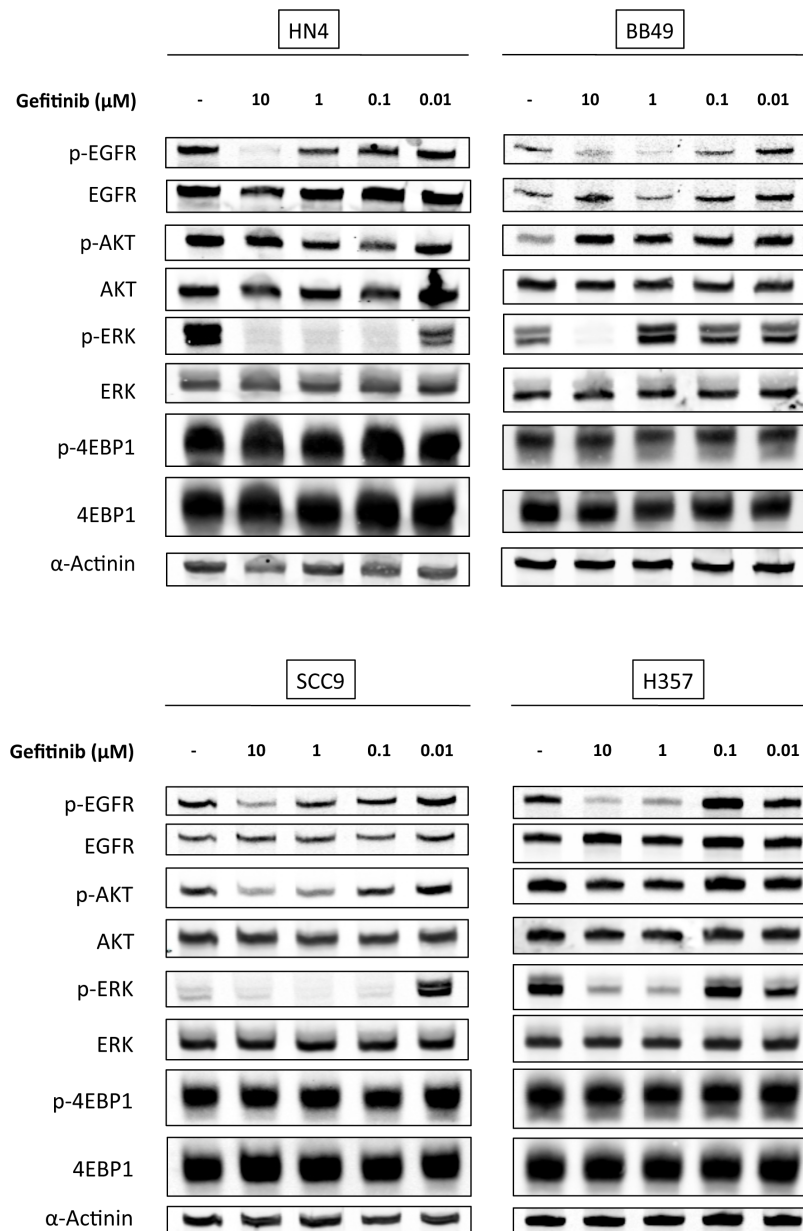 HN4 BB49
Gefitinib (µM) - 10 1 0.1 0.01 - 10 1 0.1 0.01
p-EGFR
EGFR
p-AKT
AKT
p-ERK
ERK
p-4EBP1
4EBP1
α-Actinin
SCC9 H357
Gefitinib (µM) - 10 1 0.1 0.01 - 10 1 0.1 0.01
p-EGFR
EGFR
p-AKT
AKT
p-ERK
ERK
p-4EBP1
4EBP1
α-Actinin